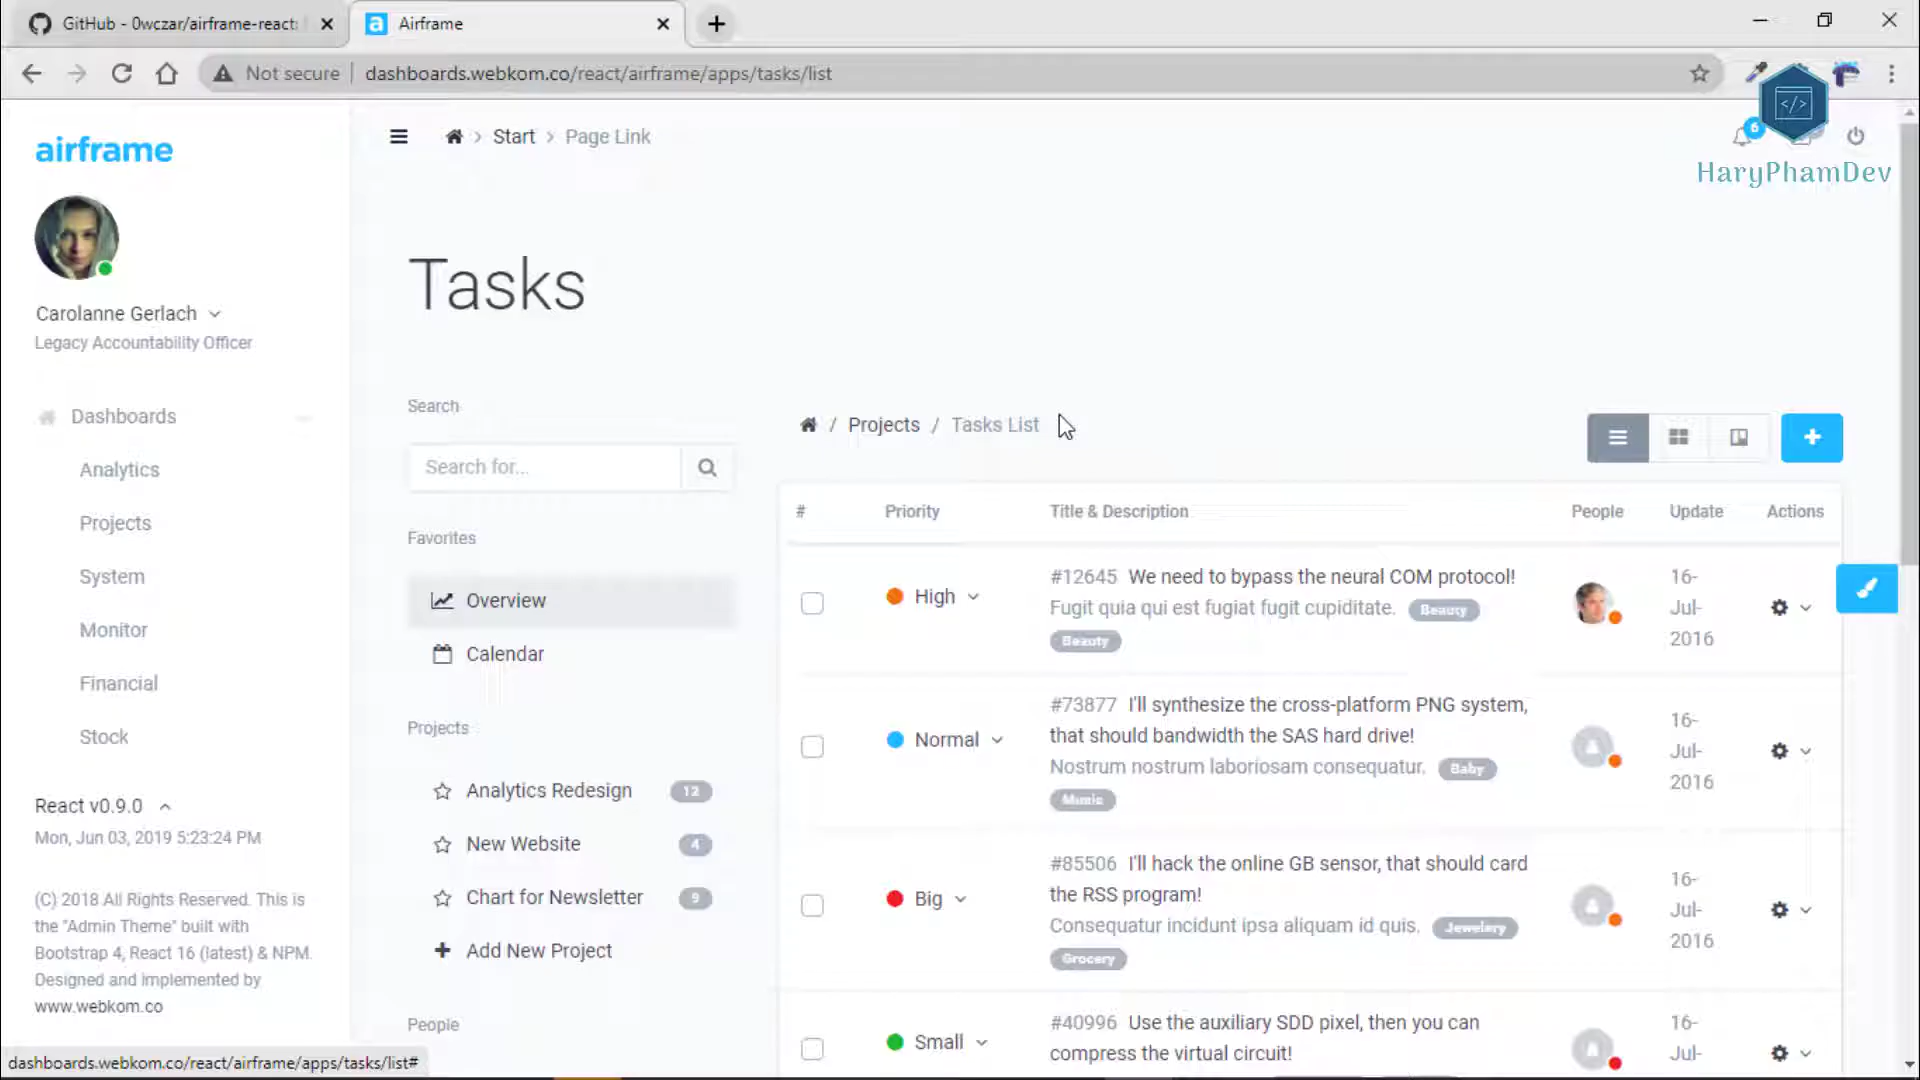 GitHub - 0wczar/airframe-react:
Airframe
Not secure
dashboards.webkom.co/react/airframe/apps/tasks/list
airframe
Start
Page Link
6
HaryPhamDev
Carolanne Gerlach
Legacy Accountability Officer
Dashboards
Analytics
Projects
System
Monitor
Financial
Stock
React v0.9.0
Mon, Jun 03, 2019 5:23:24 PM
(C) 2018 All Rights Reserved. This is
the "Admin Theme" built with
Bootstrap 4, React 16 (latest) & NPM.
Designed and implemented by
www.webkom.co
dashboards.webkom.co/react/airframe/apps/tasks/list#
Tasks
Search
Search for...
Favorites
Overview
Calendar
Projects
Analytics Redesign 12
New Website 4
Chart for Newsletter 9
Add New Project
People
/ Projects / Tasks List
# Priority Title & Description People Update Actions
High
#12645 We need to bypass the neural COM protocol!
Fugit quia qui est fugiat fugit cupiditate. Beauty
Beauty
16-
Jul-
2016
Normal
#73877 I'll synthesize the cross-platform PNG system,
that should bandwidth the SAS hard drive!
Nostrum nostrum laboriosam consequatur. Baby
Music
16-
Jul-
2016
Big
#85506 I'll hack the online GB sensor, that should card
the RSS program!
Consequatur incidunt ipsa aliquam id quis. Jewelery
Grocery
16-
Jul-
2016
Small
#40996 Use the auxiliary SDD pixel, then you can
compress the virtual circuit!
16-
Jul-